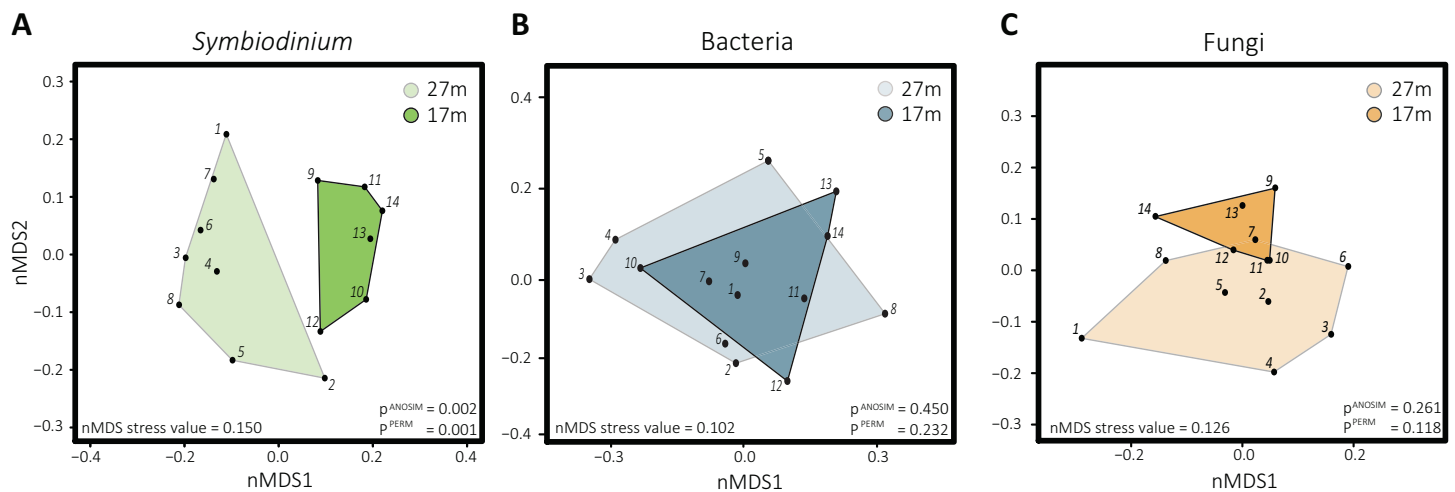 A
Symbiodinium
nMDS2
0.3
0.2
0.1
0.0
−0.1
−0.2
−0.3
−0.4
−0.2
0.0
0.2
0.4
nMDS1
27m
17m
1
7
6
3
4
8
5
2
9
11
14
13
10
12
nMDS stress value = 0.150
pANOSIM = 0.002
PPERM = 0.001
B
Bacteria
0.4
0.2
0.0
−0.2
−0.4
−0.3
0.0
0.3
nMDS1
27m
17m
5
13
4
14
10
9
3
7
1
11
8
6
2
12
nMDS stress value = 0.102
pANOSIM = 0.450
PPERM = 0.232
C
Fungi
0.3
0.2
0.1
0.0
−0.1
−0.2
−0.3
−0.2
0.0
0.2
nMDS1
27m
17m
9
14
13
7
8
12
11
10
6
5
2
1
3
4
nMDS stress value = 0.126
pANOSIM = 0.261
PPERM = 0.118